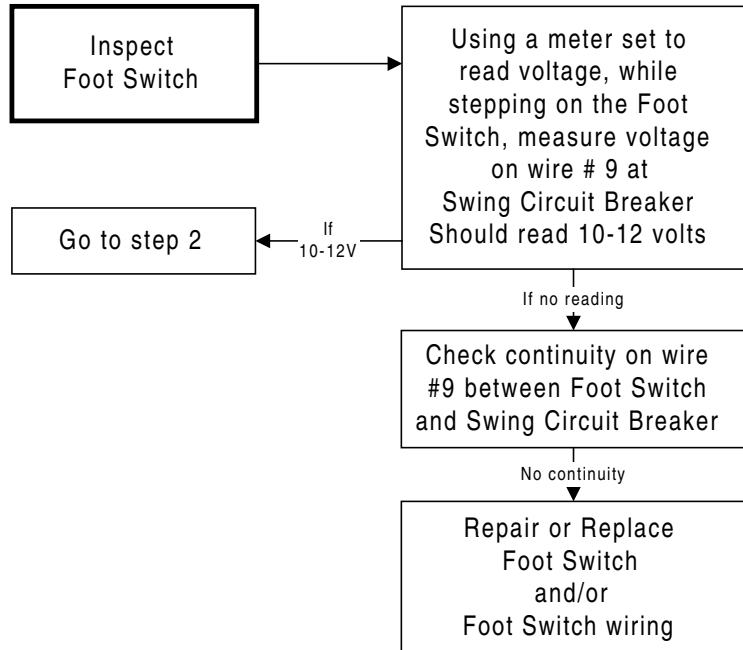 Inspect
Foot Switch
Using a meter set to
read voltage, while
stepping on the Foot
Switch, measure voltage
on wire # 9 at
Swing Circuit Breaker
Should read 10-12 volts
If
10-12V
Go to step 2
If no reading
Check continuity on wire
#9 between Foot Switch
and Swing Circuit Breaker
No continuity
Repair or Replace
Foot Switch
and/or
Foot Switch wiring